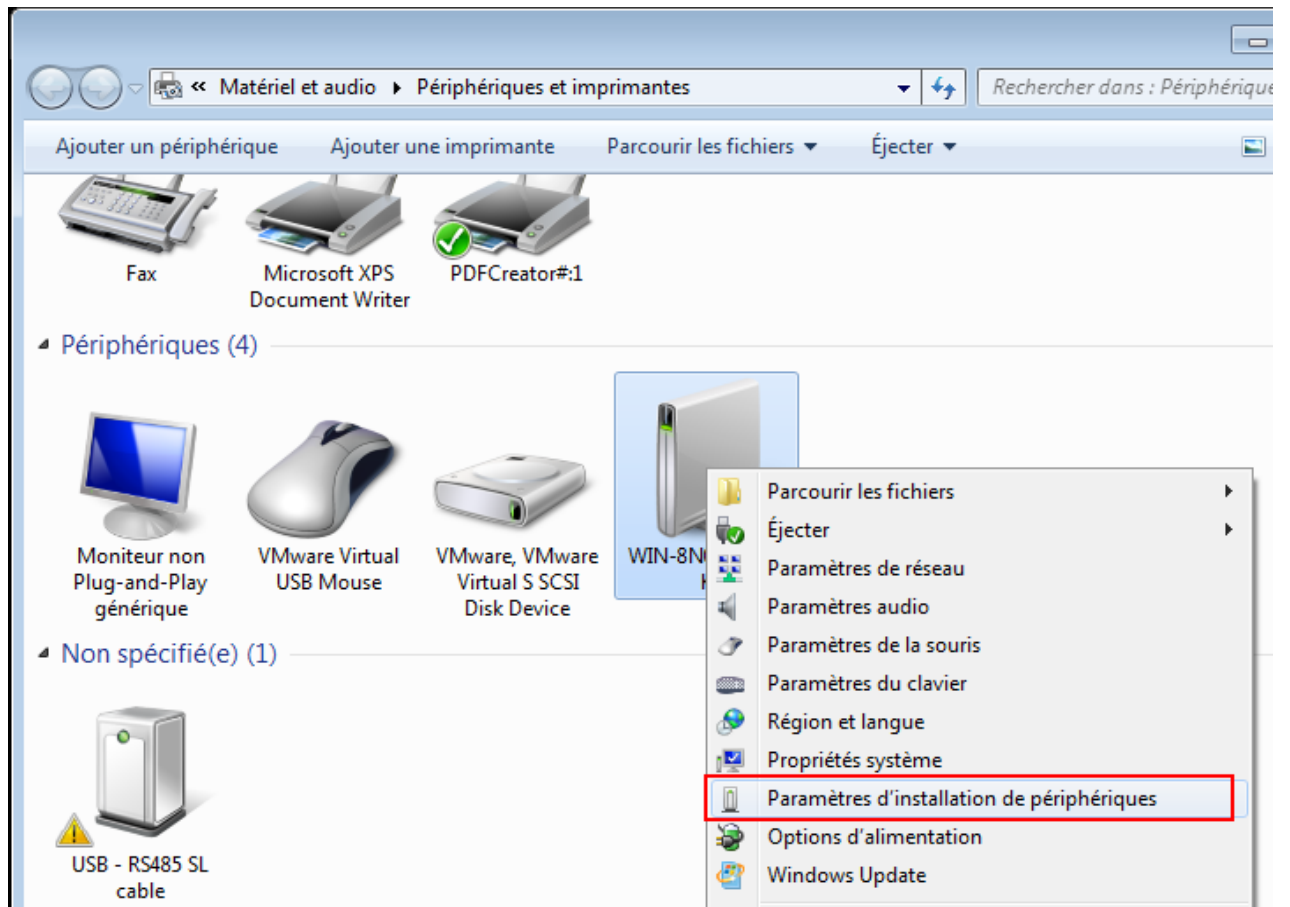 « Matériel et audio Périphériques et imprimantes
Rechercher dans : Périphérique
Ajouter un périphérique Ajouter une imprimante Parcourir les fichiers Éjecter
Fax
Microsoft XPS
Document Writer
PDFCreator#:1
Périphériques (4)
Moniteur non
Plug-and-Play
générique
VMware Virtual
USB Mouse
VMware, VMware
Virtual S SCSI
Disk Device
WIN-8N
Parcourir les fichiers
Éjecter
Paramètres de réseau
Paramètres audio
Paramètres de la souris
Paramètres du clavier
Région et langue
Propriétés système
Paramètres d'installation de périphériques
Options d'alimentation
Windows Update
Non spécifié(e) (1)
USB - RS485 SL
cable